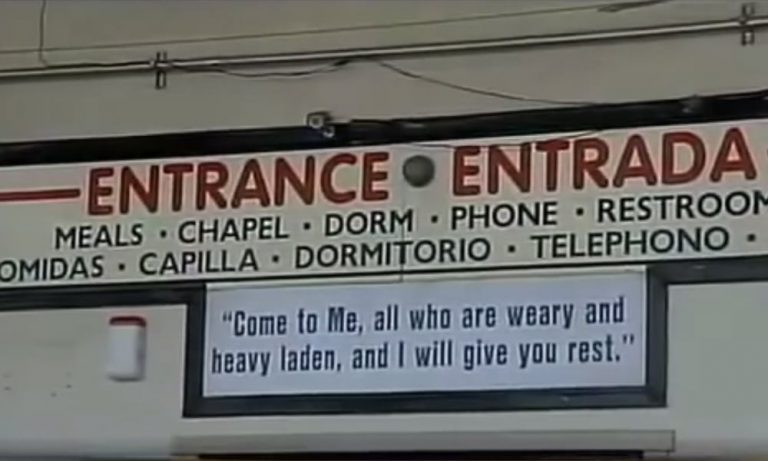 ENTRANCE • ENTRADA
MEALS • CHAPEL • DORM • PHONE • RESTROOM
OMIDAS • CAPILLA • DORMITORIO • TELEPHONO •
"Come to Me, all who are weary and
heavy laden, and I will give you rest."